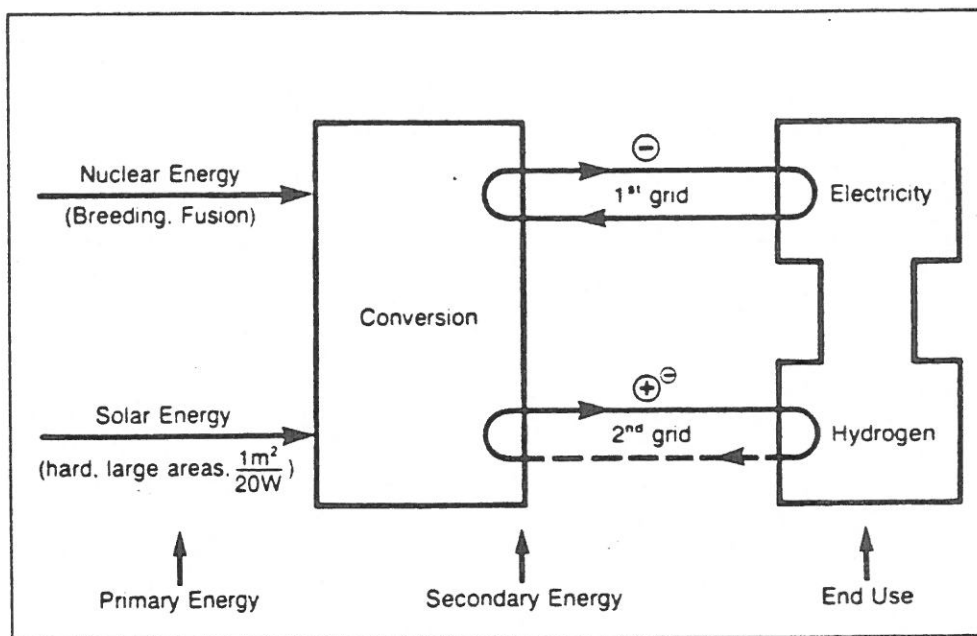 Nuclear Energy
(Breeding. Fusion)
Solar Energy
(hard. large areas. 1m²/20W)
Conversion
⊖
1st grid
⊕⊖
2nd grid
Electricity
Hydrogen
Primary Energy
Secondary Energy
End Use